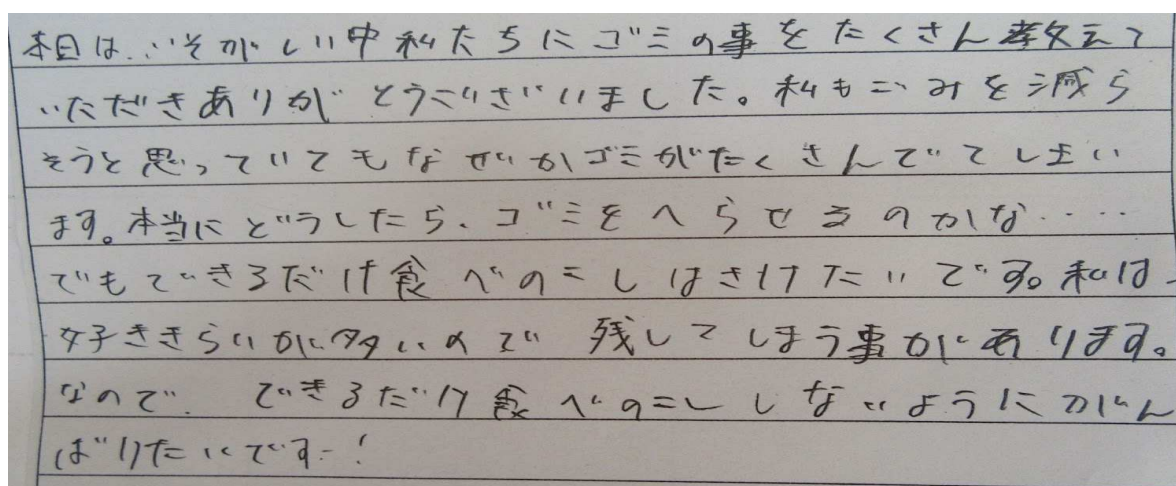 本日は、いそがしい中私たちにゴミの事をたくさん教えて
いただきありがとうございました。私もごみを減ら
そうと思っていてもなぜかゴミがたくさんでてしまい
ます。本当にどうしたら、ゴミをへらせるのかな‥‥
でもできるだけ食べのこしはさけたいです。私は
好ききらいが多いので残してしまう事があります。
なので、できるだけ食べのこししないようにがん
ばりたいです!